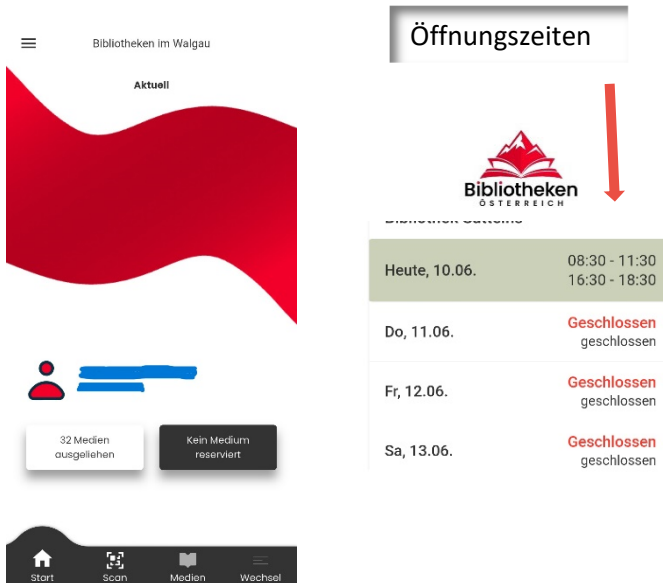 Bibliotheken im Walgau
Aktuell
32 Medien
ausgeliehen
Kein Medium
reserviert
Start
Scan
Medien
Wechsel
Öffnungszeiten
Bibliotheken
ÖSTERREICH
Heute, 10.06.
08:30 - 11:30
16:30 - 18:30
Do, 11.06.
Geschlossen
geschlossen
Fr, 12.06.
Geschlossen
geschlossen
Sa, 13.06.
Geschlossen
geschlossen